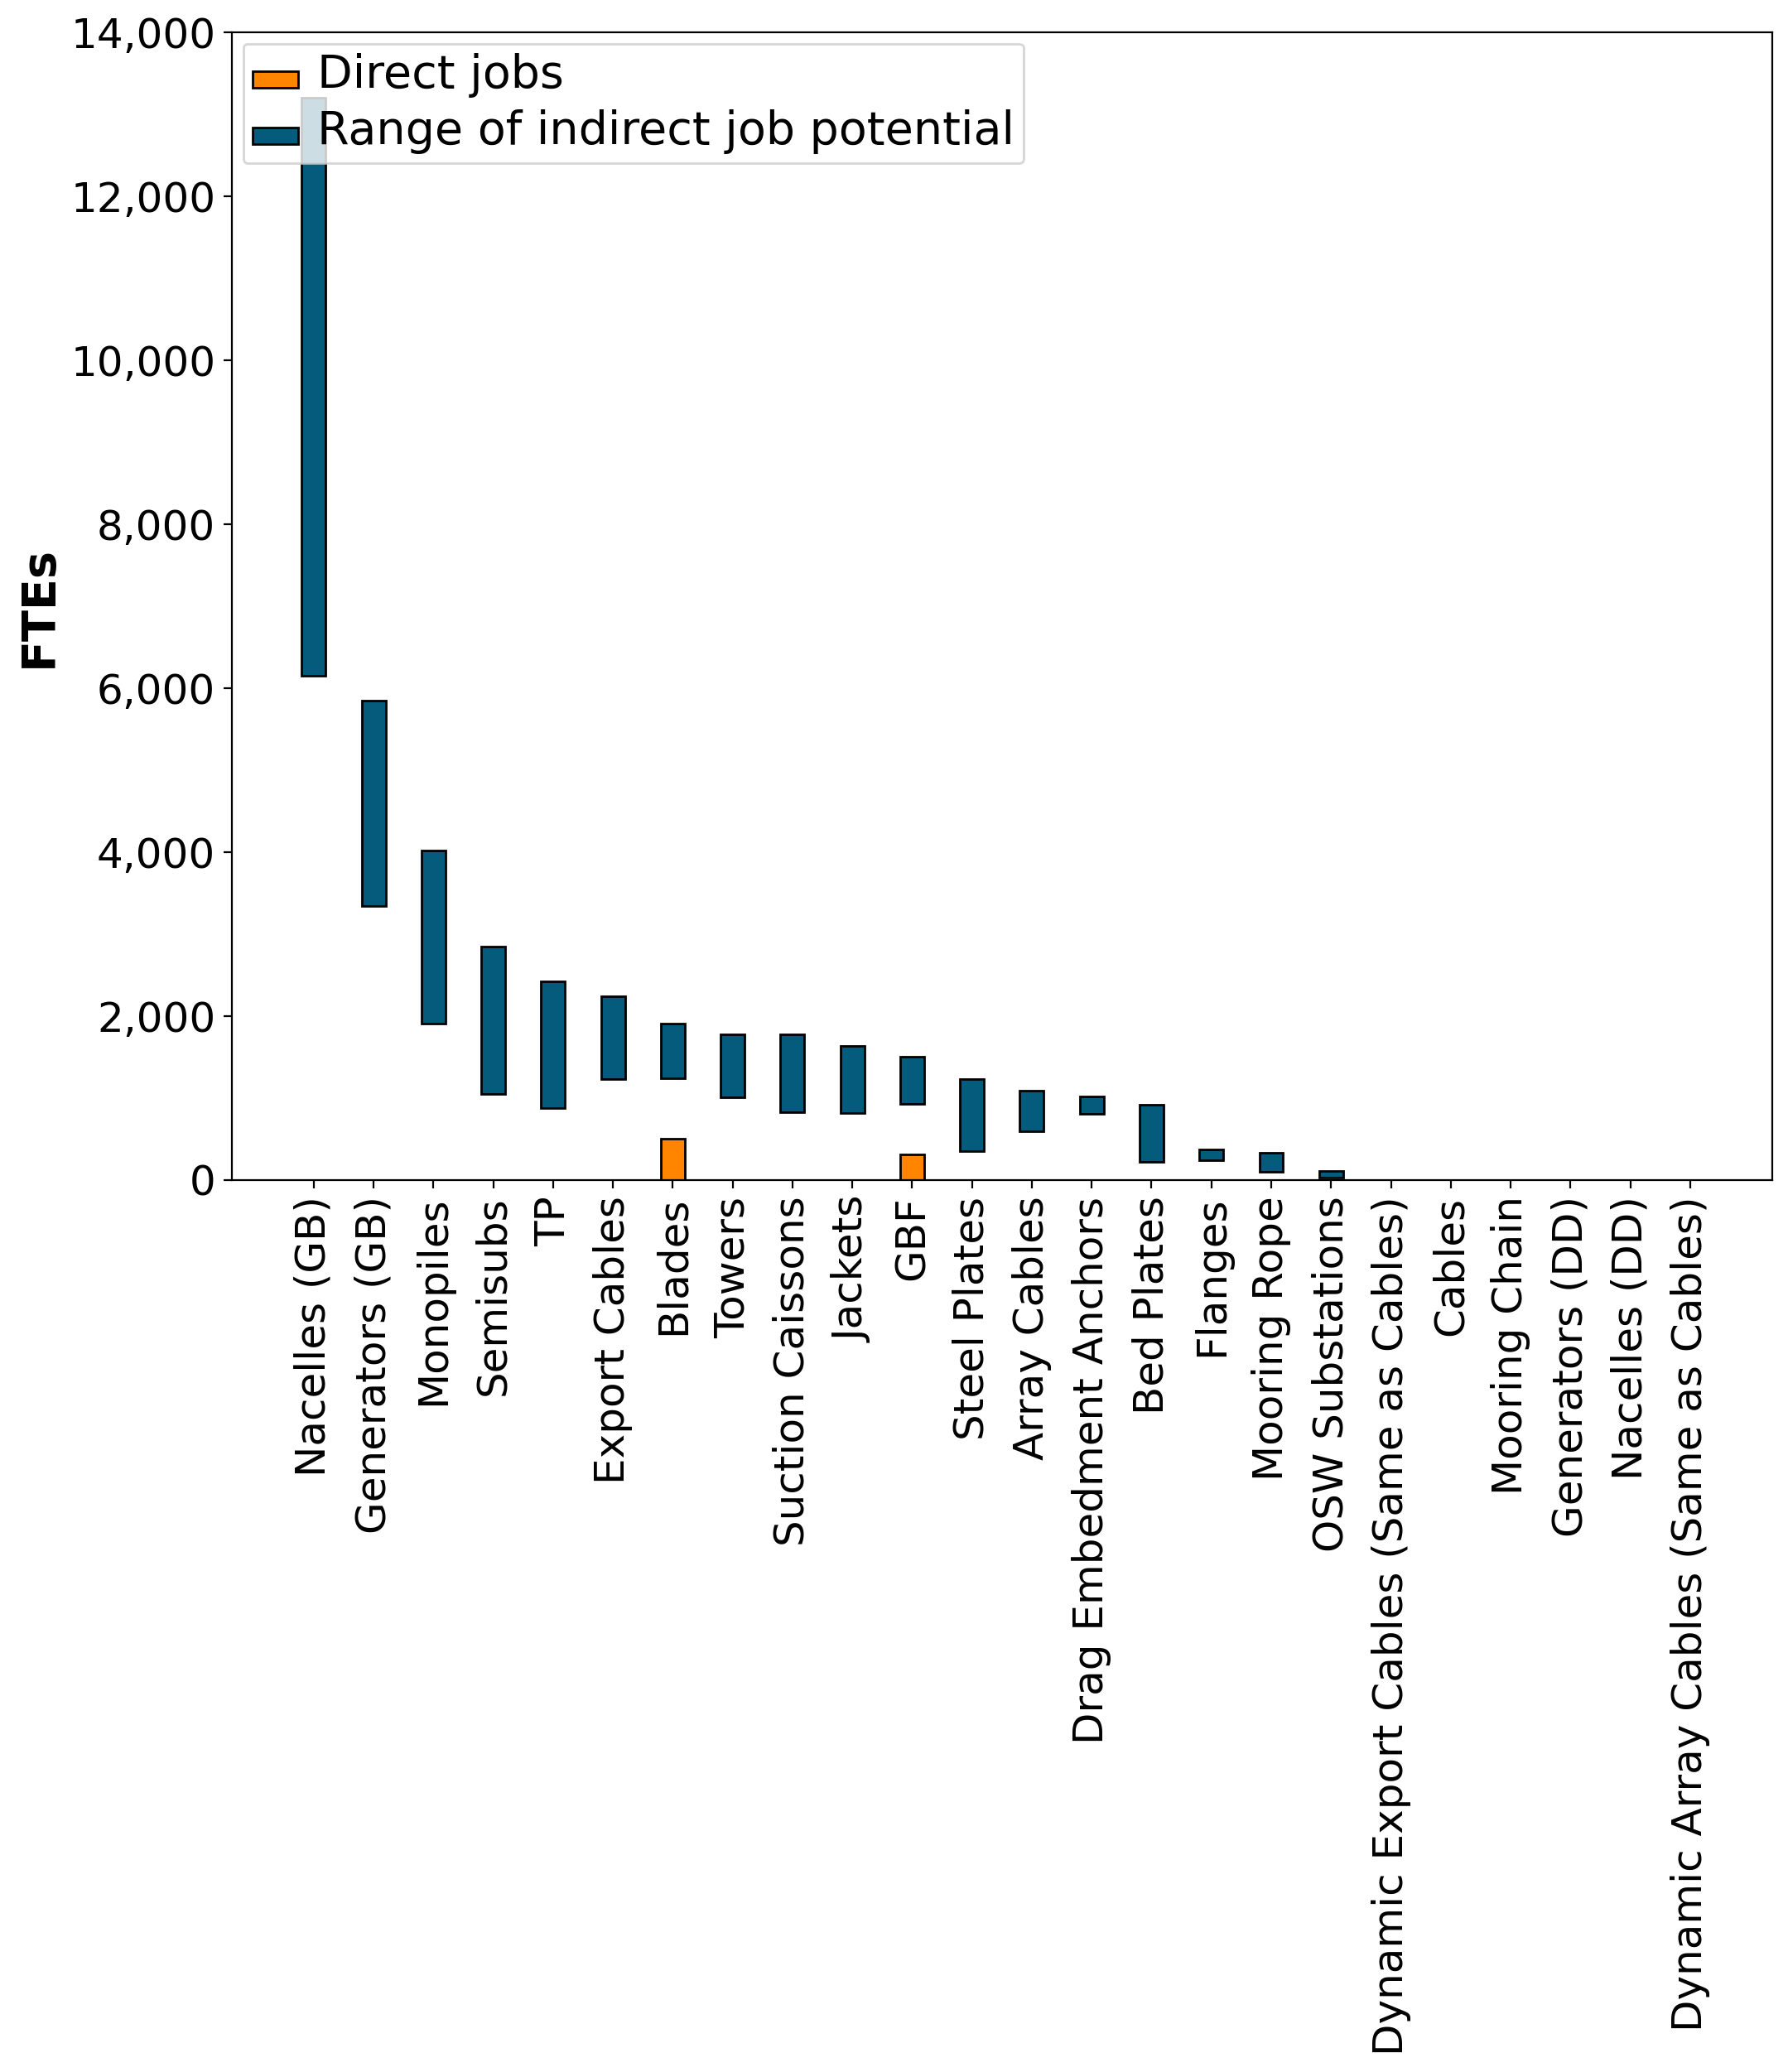 14,000
12,000
10,000
8,000
6,000
4,000
2,000
0
FTEs
Direct jobs
Range of indirect job potential
Nacelles (GB)
Generators (GB)
Monopiles
Semisubs
TP
Export Cables
Blades
Towers
Suction Caissons
Jackets
GBF
Steel Plates
Array Cables
Drag Embedment Anchors
Bed Plates
Flanges
Mooring Rope
OSW Substations
Dynamic Export Cables (Same as Cables)
Cables
Mooring Chain
Generators (DD)
Nacelles (DD)
Dynamic Array Cables (Same as Cables)